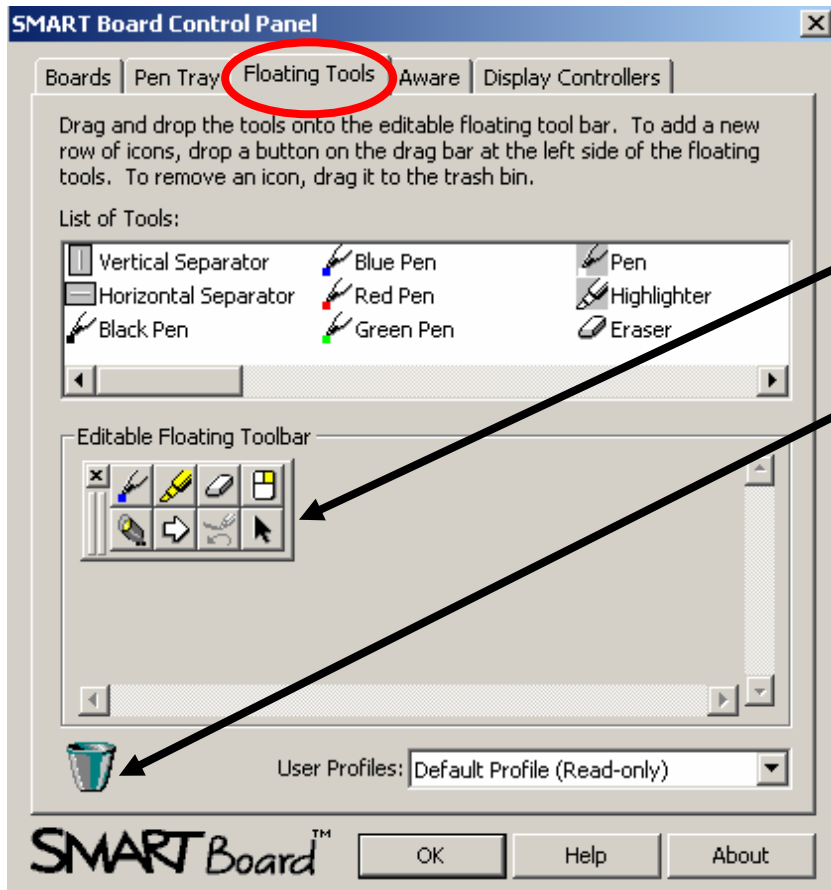 SMART Board Control Panel
Boards Pen Tray Floating Tools Aware Display Controllers
Drag and drop the tools onto the editable floating tool bar. To add a new
row of icons, drop a button on the drag bar at the left side of the floating
tools. To remove an icon, drag it to the trash bin.
List of Tools:
Vertical Separator Blue Pen Pen
Horizontal Separator Red Pen Highlighter
Black Pen Green Pen Eraser
Editable Floating Toolbar
User Profiles: Default Profile (Read-only)
SMART Board™ OK Help About